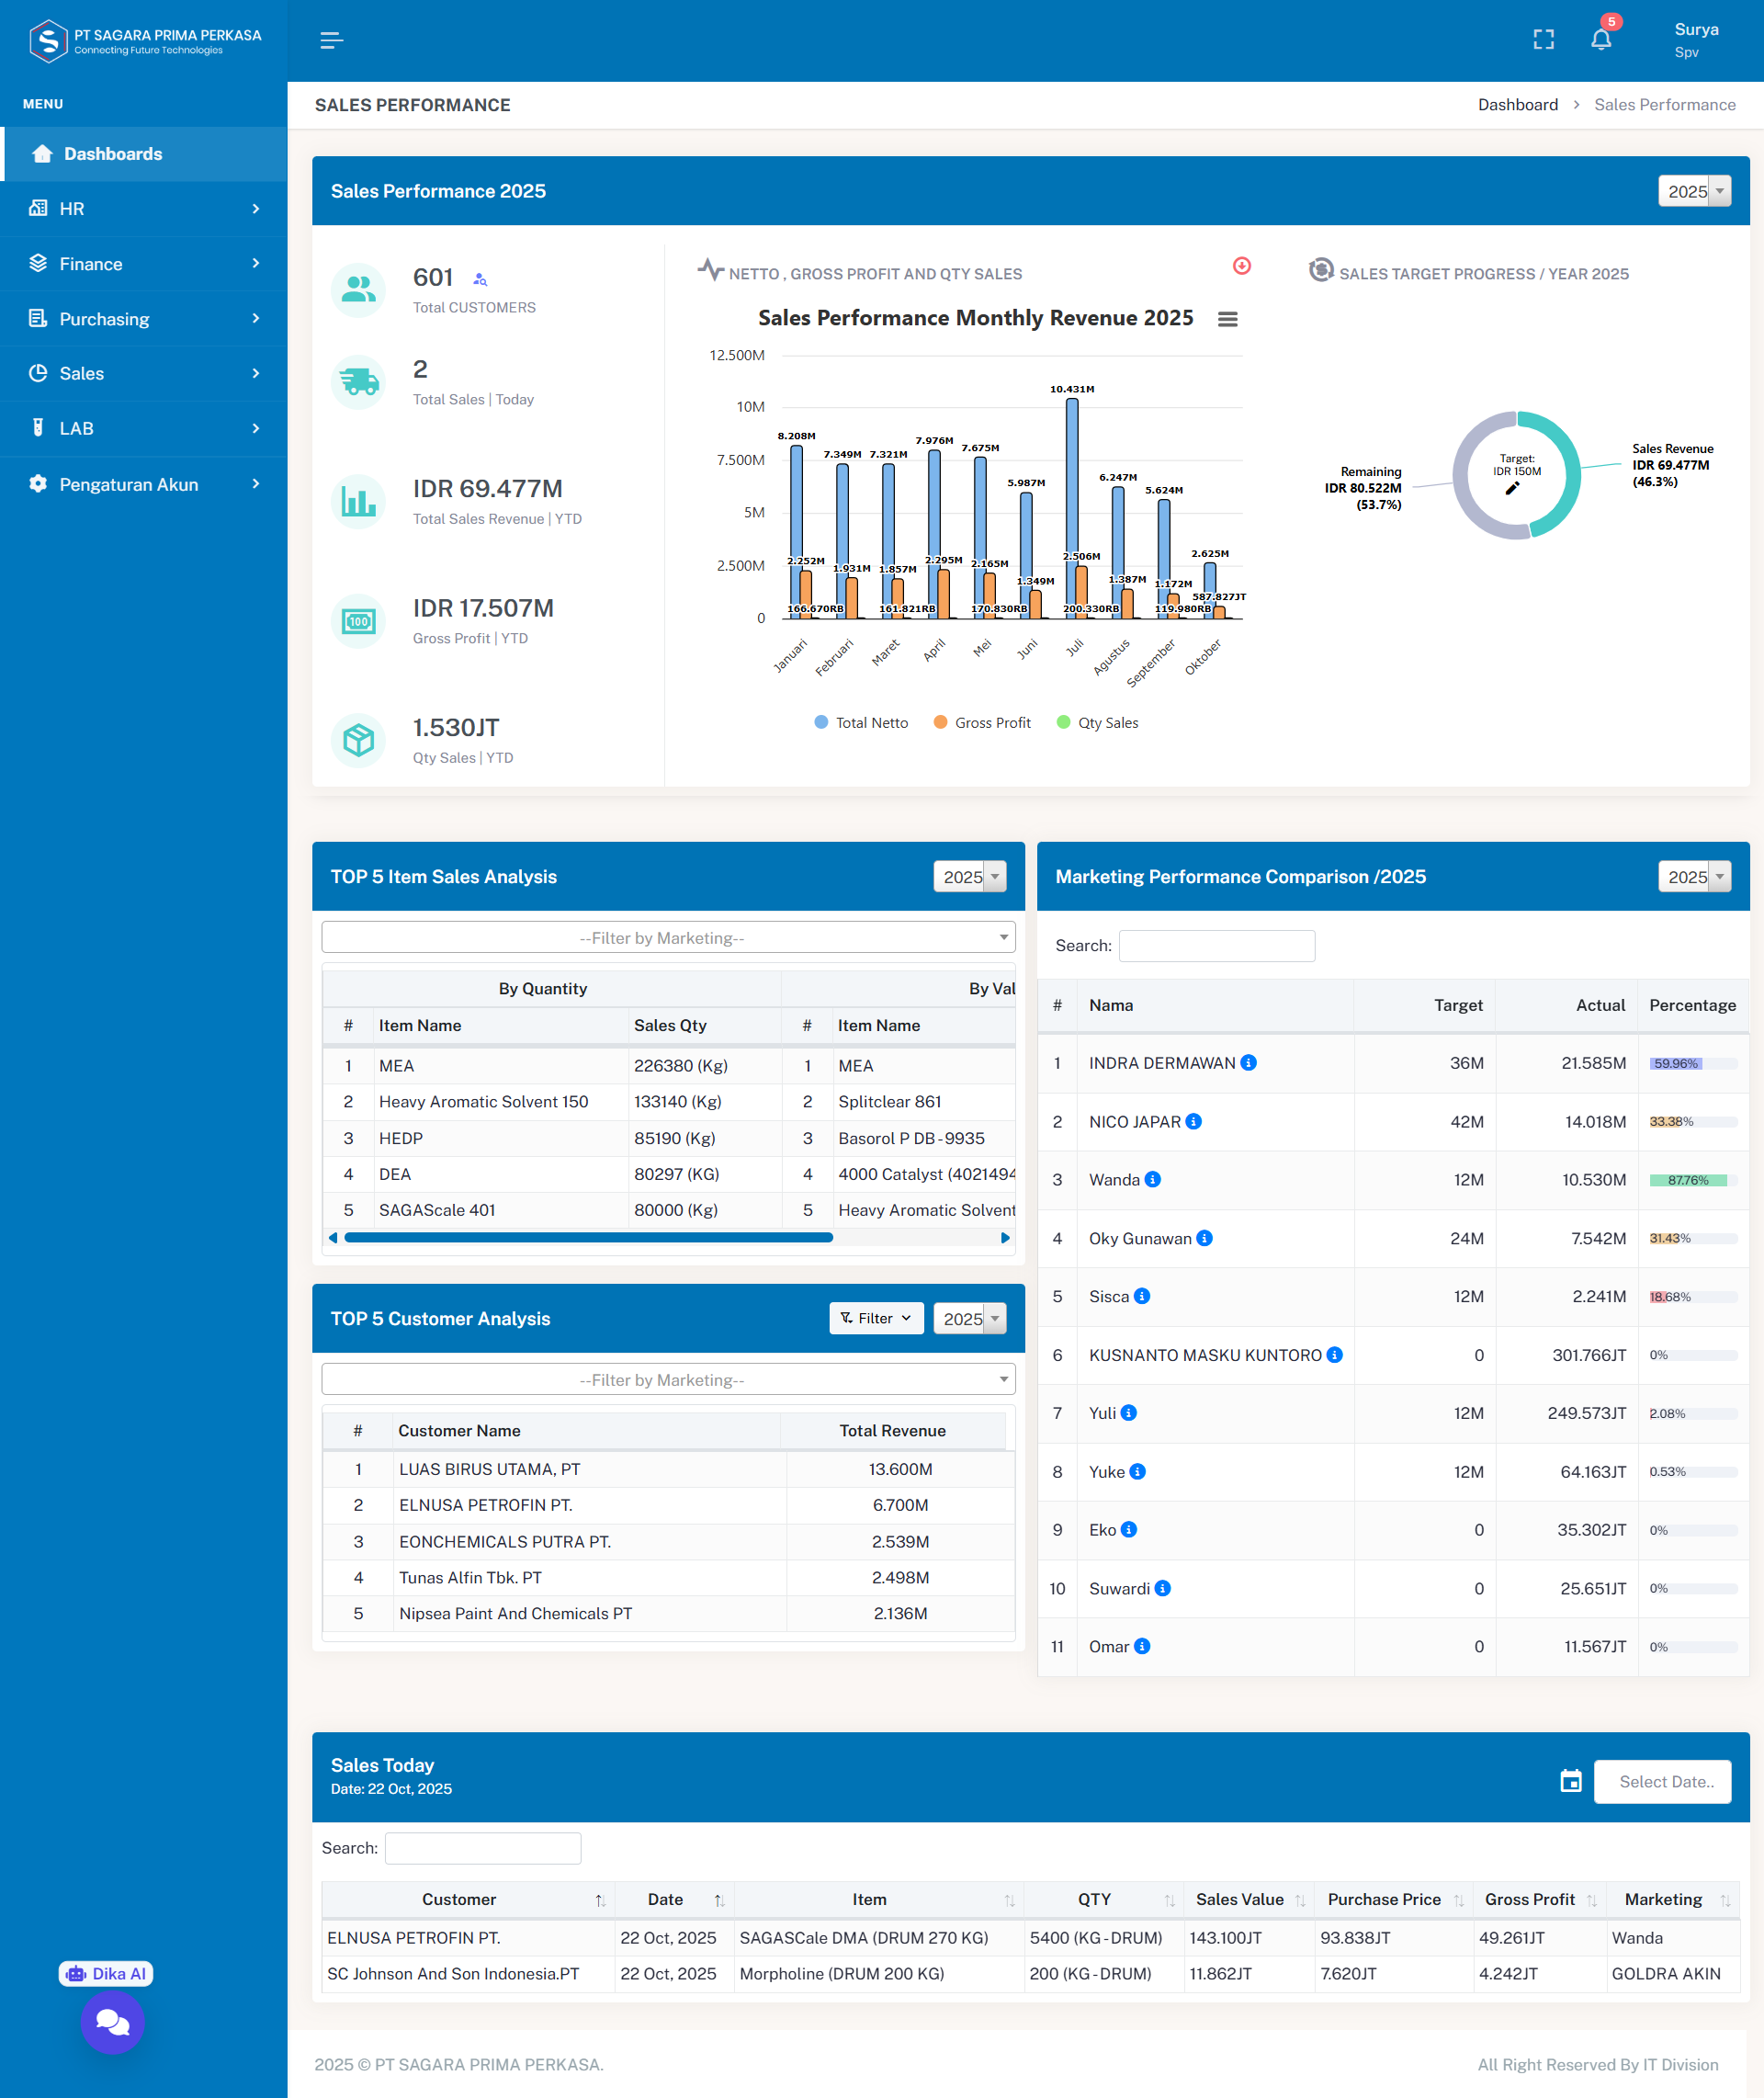 PT SAGARA PRIMA PERKASA
Connecting Future Technologies
5
Surya
Spv
MENU
Dashboards
HR
Finance
Purchasing
Sales
LAB
Pengaturan Akun
SALES PERFORMANCE
Dashboard > Sales Performance
Sales Performance 2025
2025
601
Total CUSTOMERS
2
Total Sales | Today
IDR 69.477M
Total Sales Revenue | YTD
100
IDR 17.507M
Gross Profit | YTD
1.530JT
Qty Sales | YTD
NETTO , GROSS PROFIT AND QTY SALES
Sales Performance Monthly Revenue 2025
12.500M
10M
7.500M
5M
2.500M
0
8.208M
7.349M
7.321M
7.976M
7.675M
5.987M
10.431M
6.247M
5.624M
2.625M
2.252M
1.931M
1.857M
2.295M
2.165M
1.349M
2.506M
1.387M
1.172M
587.827JT
166.670RB
161.821RB
170.830RB
200.330RB
119.980RB
Januari
Februari
Maret
April
Mei
Juni
Juli
Agustus
September
Oktober
Total Netto
Gross Profit
Qty Sales
SALES TARGET PROGRESS / YEAR 2025
Target:
IDR 150M
Sales Revenue
IDR 69.477M
(46.3%)
Remaining
IDR 80.522M
(53.7%)
TOP 5 Item Sales Analysis
2025
--Filter by Marketing--
By Quantity By Val
# Item Name Sales Qty # Item Name
1 MEA 226380 (Kg) 1 MEA
2 Heavy Aromatic Solvent 150 133140 (Kg) 2 Splitclear 861
3 HEDP 85190 (Kg) 3 Basorol P DB-9935
4 DEA 80297 (KG) 4 4000 Catalyst (4021494
5 SAGAScale 401 80000 (Kg) 5 Heavy Aromatic Solvent
TOP 5 Customer Analysis
Filter
2025
--Filter by Marketing--
# Customer Name Total Revenue
1 LUAS BIRUS UTAMA, PT 13.600M
2 ELNUSA PETROFIN PT. 6.700M
3 EONCHEMICALS PUTRA PT. 2.539M
4 Tunas Alfin Tbk. PT 2.498M
5 Nipsea Paint And Chemicals PT 2.136M
Marketing Performance Comparison /2025
2025
Search:
# Nama Target Actual Percentage
1 INDRA DERMAWAN 36M 21.585M 59.96%
2 NICO JAPAR 42M 14.018M 33.38%
3 Wanda 12M 10.530M 87.76%
4 Oky Gunawan 24M 7.542M 31.43%
5 Sisca 12M 2.241M 18.68%
6 KUSNANTO MASKU KUNTORO 0 301.766JT 0%
7 Yuli 12M 249.573JT 2.08%
8 Yuke 12M 64.163JT 0.53%
9 Eko 0 35.302JT 0%
10 Suwardi 0 25.651JT 0%
11 Omar 0 11.567JT 0%
Sales Today
Date: 22 Oct, 2025
Select Date..
Search:
Customer Date Item QTY Sales Value Purchase Price Gross Profit Marketing
ELNUSA PETROFIN PT. 22 Oct, 2025 SAGASCale DMA (DRUM 270 KG) 5400 (KG-DRUM) 143.100JT 93.838JT 49.261JT Wanda
SC Johnson And Son Indonesia.PT 22 Oct, 2025 Morpholine (DRUM 200 KG) 200 (KG-DRUM) 11.862JT 7.620JT 4.242JT GOLDRA AKIN
Dika AI
2025 © PT SAGARA PRIMA PERKASA.
All Right Reserved By IT Division